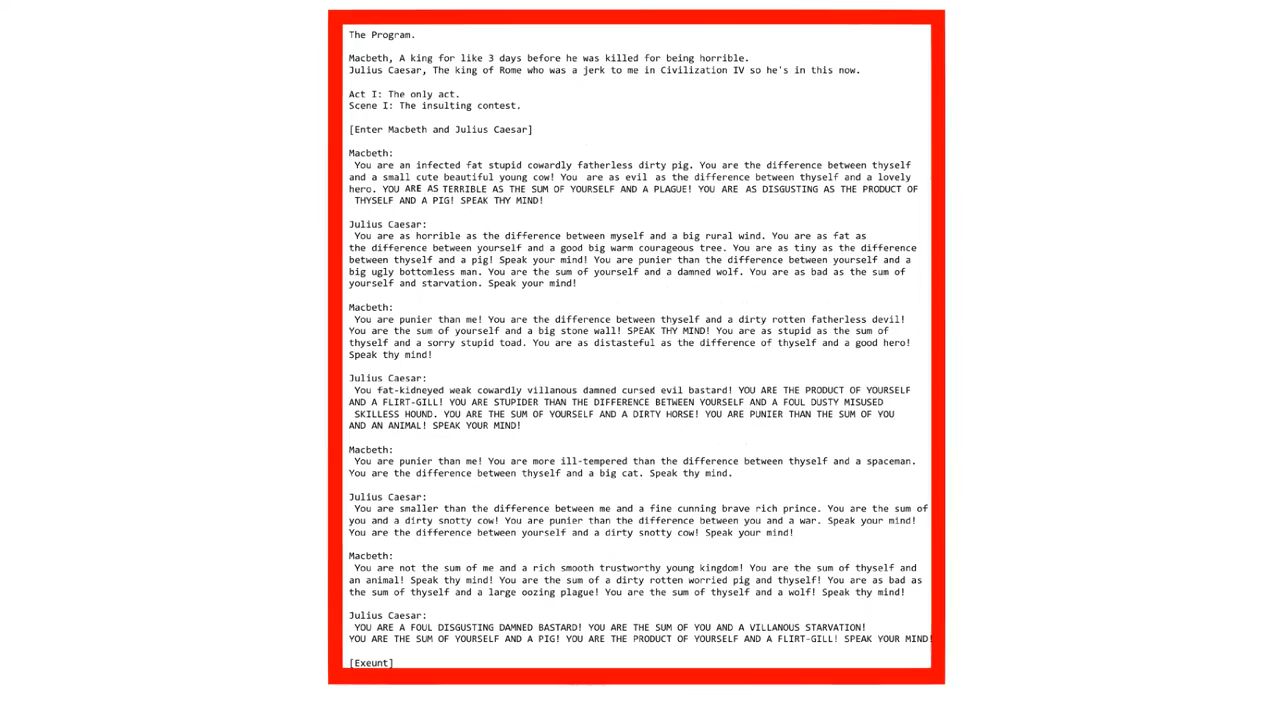 The Program.
Macbeth, A king for like 3 days before he was killed for being horrible.
Julius Caesar, The king of Rome who was a jerk to me in Civilization IV so he's in this now.
Act I: The only act.
Scene I: The insulting contest.
[Enter Macbeth and Julius Caesar]
Macbeth:
You are an infected fat stupid cowardly fatherless dirty pig. You are the difference between thyself
and a small cute beautiful young cow! You are as evil as the difference between thyself and a lovely
hero. YOU ARE AS TERRIBLE AS THE SUM OF YOURSELF AND A PLAGUE! YOU ARE AS DISGUSTING AS THE PRODUCT OF
THYSELF AND A PIG! SPEAK THY MIND!
Julius Caesar:
You are as horrible as the difference between myself and a big rural wind. You are as fat as
the difference between yourself and a good big warm courageous tree. You are as tiny as the difference
between thyself and a pig! Speak your mind! You are punier than the difference between yourself and a
big ugly bottomless man. You are the sum of yourself and a damned wolf. You are as bad as the sum of
yourself and starvation. Speak your mind!
Macbeth:
You are punier than me! You are the difference between thyself and a dirty rotten fatherless devil!
You are the sum of yourself and a big stone wall! SPEAK THY MIND! You are as stupid as the sum of
thyself and a sorry stupid toad. You are as distasteful as the difference of thyself and a good hero!
Speak thy mind!
Julius Caesar:
You fat-kidneyed weak cowardly villanous damned cursed evil bastard! YOU ARE THE PRODUCT OF YOURSELF
AND A FLIRT-GILL! YOU ARE STUPIDER THAN THE DIFFERENCE BETWEEN YOURSELF AND A FOUL DUSTY MISUSED
SKILLESS HOUND. YOU ARE THE SUM OF YOURSELF AND A DIRTY HORSE! YOU ARE PUNIER THAN THE SUM OF YOU
AND AN ANIMAL! SPEAK YOUR MIND!
Macbeth:
You are punier than me! You are more ill-tempered than the difference between thyself and a spaceman.
You are the difference between thyself and a big cat. Speak thy mind.
Julius Caesar:
You are smaller than the difference between me and a fine cunning brave rich prince. You are the sum of
you and a dirty snotty cow! You are punier than the difference between you and a war. Speak your mind!
You are the difference between yourself and a dirty snotty cow! Speak your mind!
Macbeth:
You are not the sum of me and a rich smooth trustworthy young kingdom! You are the sum of thyself and
an animal! Speak thy mind! You are the sum of a dirty rotten worried pig and thyself! You are as bad as
the sum of thyself and a large oozing plague! You are the sum of thyself and a wolf! Speak thy mind!
Julius Caesar:
YOU ARE A FOUL DISGUSTING DAMNED BASTARD! YOU ARE THE SUM OF YOU AND A VILLANOUS STARVATION!
YOU ARE THE SUM OF YOURSELF AND A PIG! YOU ARE THE PRODUCT OF YOURSELF AND A FLIRT-GILL! SPEAK YOUR MIND!
[Exeunt]